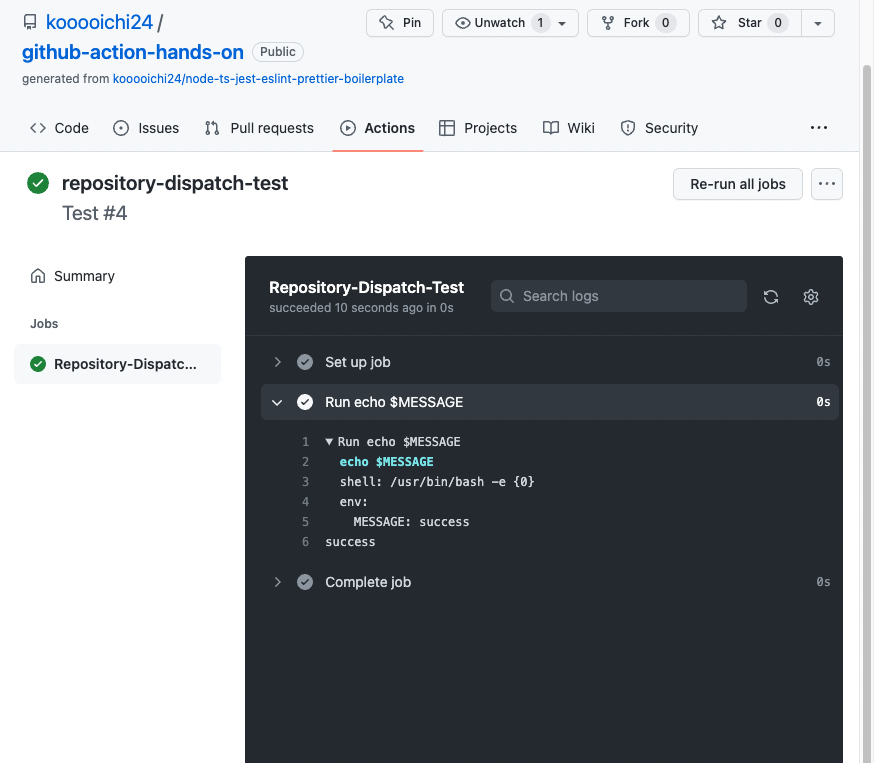 kooooichi24 /
Pin
Unwatch 1
Fork 0
Star 0
github-action-hands-on Public
generated from kooooichi24/node-ts-jest-eslint-prettier-boilerplate
Code
Issues
Pull requests
Actions
Projects
Wiki
Security
repository-dispatch-test
Test #4
Re-run all jobs
Summary
Jobs
Repository-Dispatc...
Repository-Dispatch-Test
succeeded 10 seconds ago in 0s
Search logs
Set up job 0s
Run echo $MESSAGE 0s
1 ▼ Run echo $MESSAGE
2 echo $MESSAGE
3 shell: /usr/bin/bash -e {0}
4 env:
5 MESSAGE: success
6 success
Complete job 0s